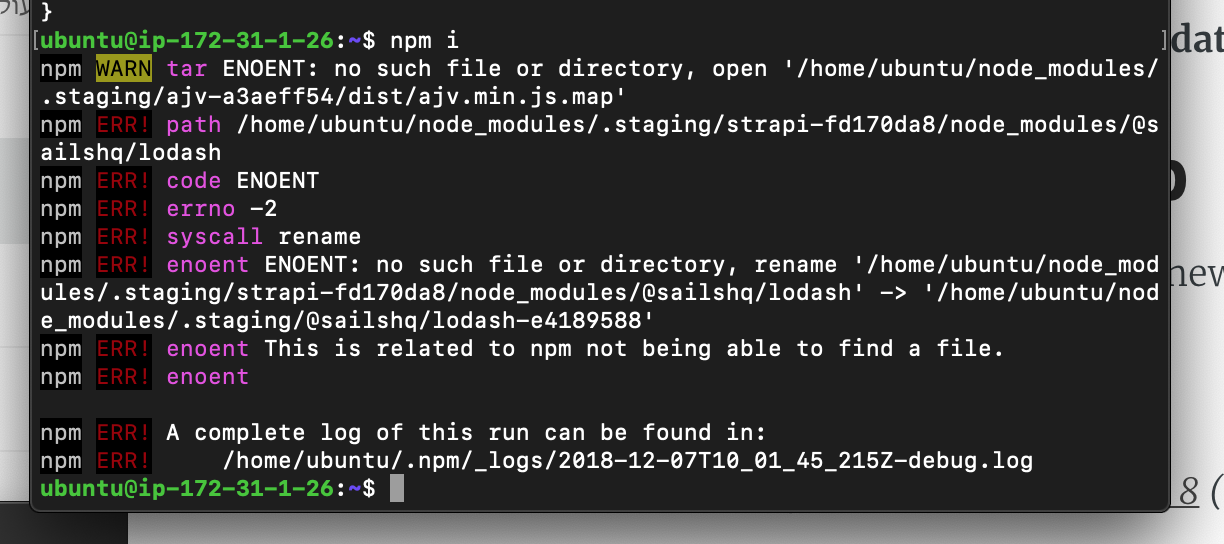 }
[ubuntu@ip-172-31-1-26:~$ npm i ]
npm WARN tar ENOENT: no such file or directory, open '/home/ubuntu/node_modules/
.staging/ajv-a3aeff54/dist/ajv.min.js.map'
npm ERR! path /home/ubuntu/node_modules/.staging/strapi-fd170da8/node_modules/@s
ailshq/lodash
npm ERR! code ENOENT
npm ERR! errno -2
npm ERR! syscall rename
npm ERR! enoent ENOENT: no such file or directory, rename '/home/ubuntu/node_mod
ules/.staging/strapi-fd170da8/node_modules/@sailshq/lodash' -> '/home/ubuntu/nod
e_modules/.staging/@sailshq/lodash-e4189588'
npm ERR! enoent This is related to npm not being able to find a file.
npm ERR! enoent
npm ERR! A complete log of this run can be found in:
npm ERR!     /home/ubuntu/.npm/_logs/2018-12-07T10_01_45_215Z-debug.log
ubuntu@ip-172-31-1-26:~$
dat
new
8 (